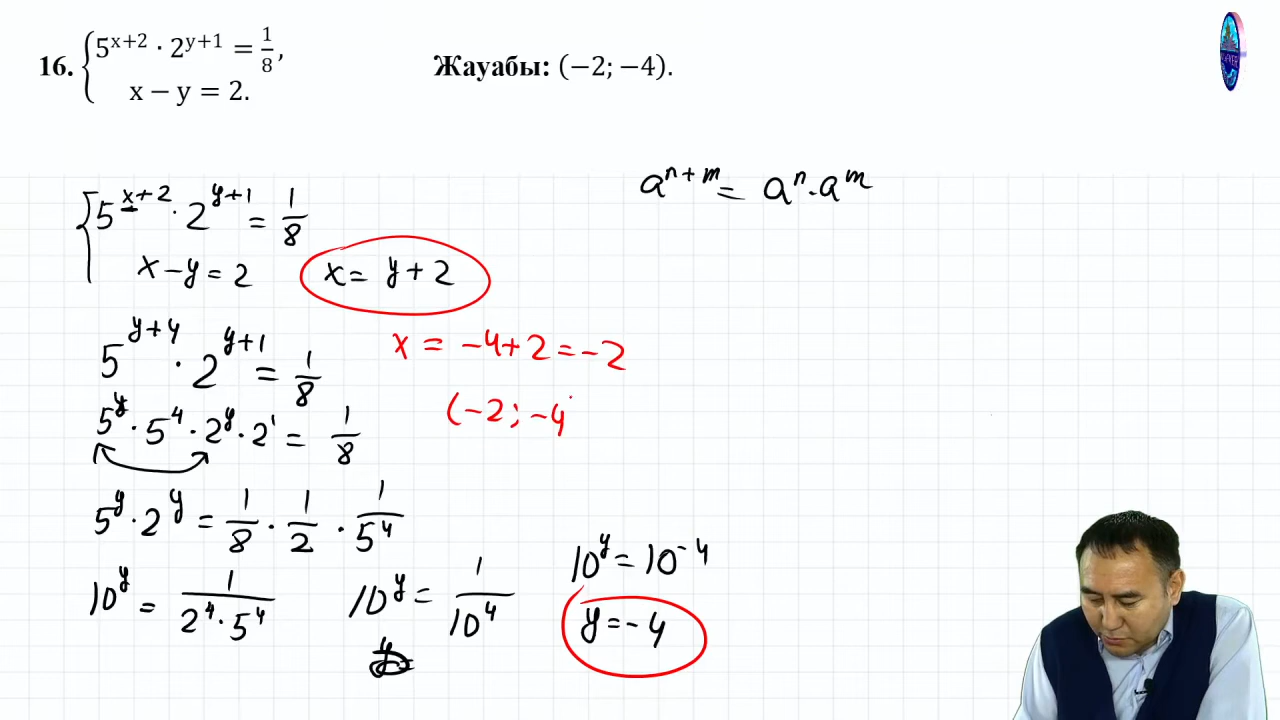 16. { 5^(x+2) · 2^(y+1) = 1/8,
x − y = 2.
Жауабы: (−2; −4).
5^(x+2) · 2^(y+1) = 1/8
x − y = 2
x = y + 2
a^(n+m) = a^n · a^m
5^(y+4) · 2^(y+1) = 1/8
x = −4+2 = −2
(−2; −4
5^y · 5^4 · 2^y · 2^1 = 1/8
5^y · 2^y = 1/8 · 1/2 · 1/5^4
10^y = 1/(2^4 · 5^4)
10^y = 1/10^4
10^y = 10^-4
y = −4